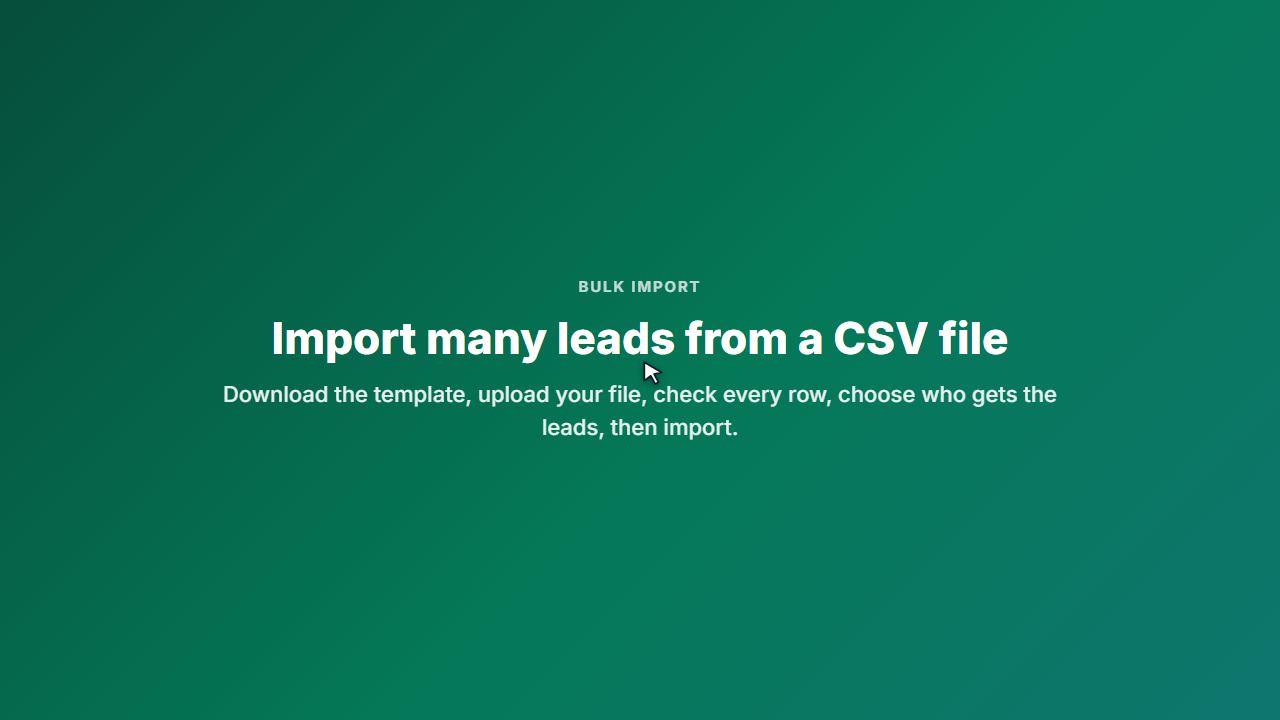 BULK IMPORT
Import many leads from a CSV file
Download the template, upload your file, check every row, choose who gets the
leads, then import.